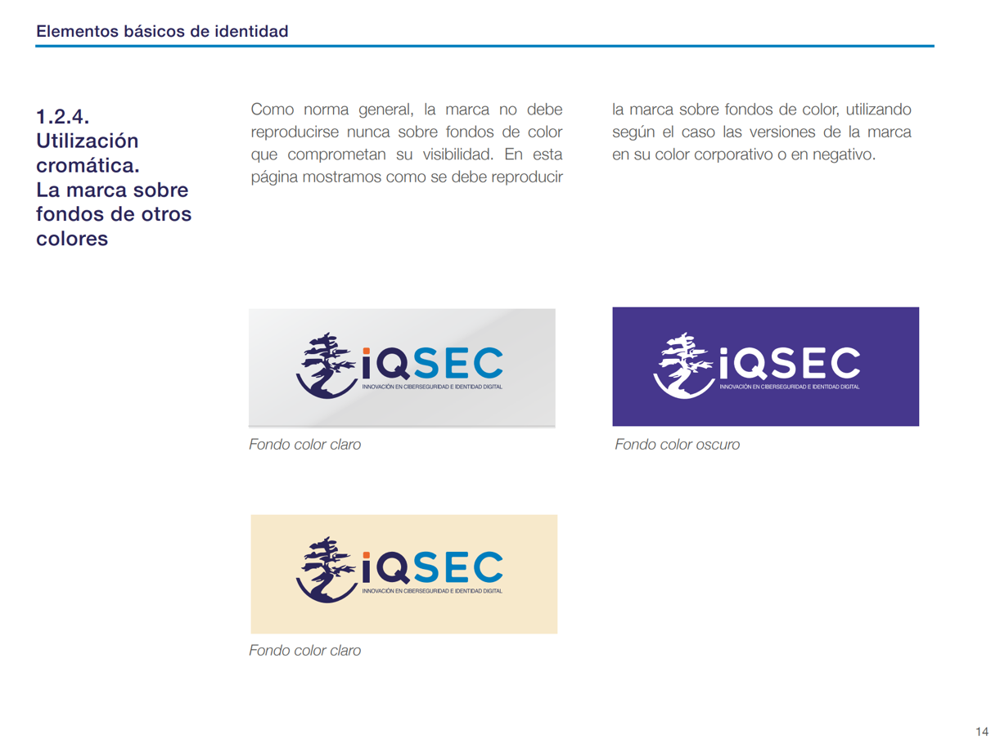 Elementos básicos de identidad
1.2.4.
Utilización
cromática.
La marca sobre
fondos de otros
colores
Como norma general, la marca no debe
reproducirse nunca sobre fondos de color
que comprometan su visibilidad. En esta
página mostramos como se debe reproducir
la marca sobre fondos de color, utilizando
según el caso las versiones de la marca
en su color corporativo o en negativo.
iQSEC
INNOVACIÓN EN CIBERSEGURIDAD E IDENTIDAD DIGITAL
Fondo color claro
iQSEC
INNOVACIÓN EN CIBERSEGURIDAD E IDENTIDAD DIGITAL
Fondo color oscuro
iQSEC
INNOVACIÓN EN CIBERSEGURIDAD E IDENTIDAD DIGITAL
Fondo color claro
14